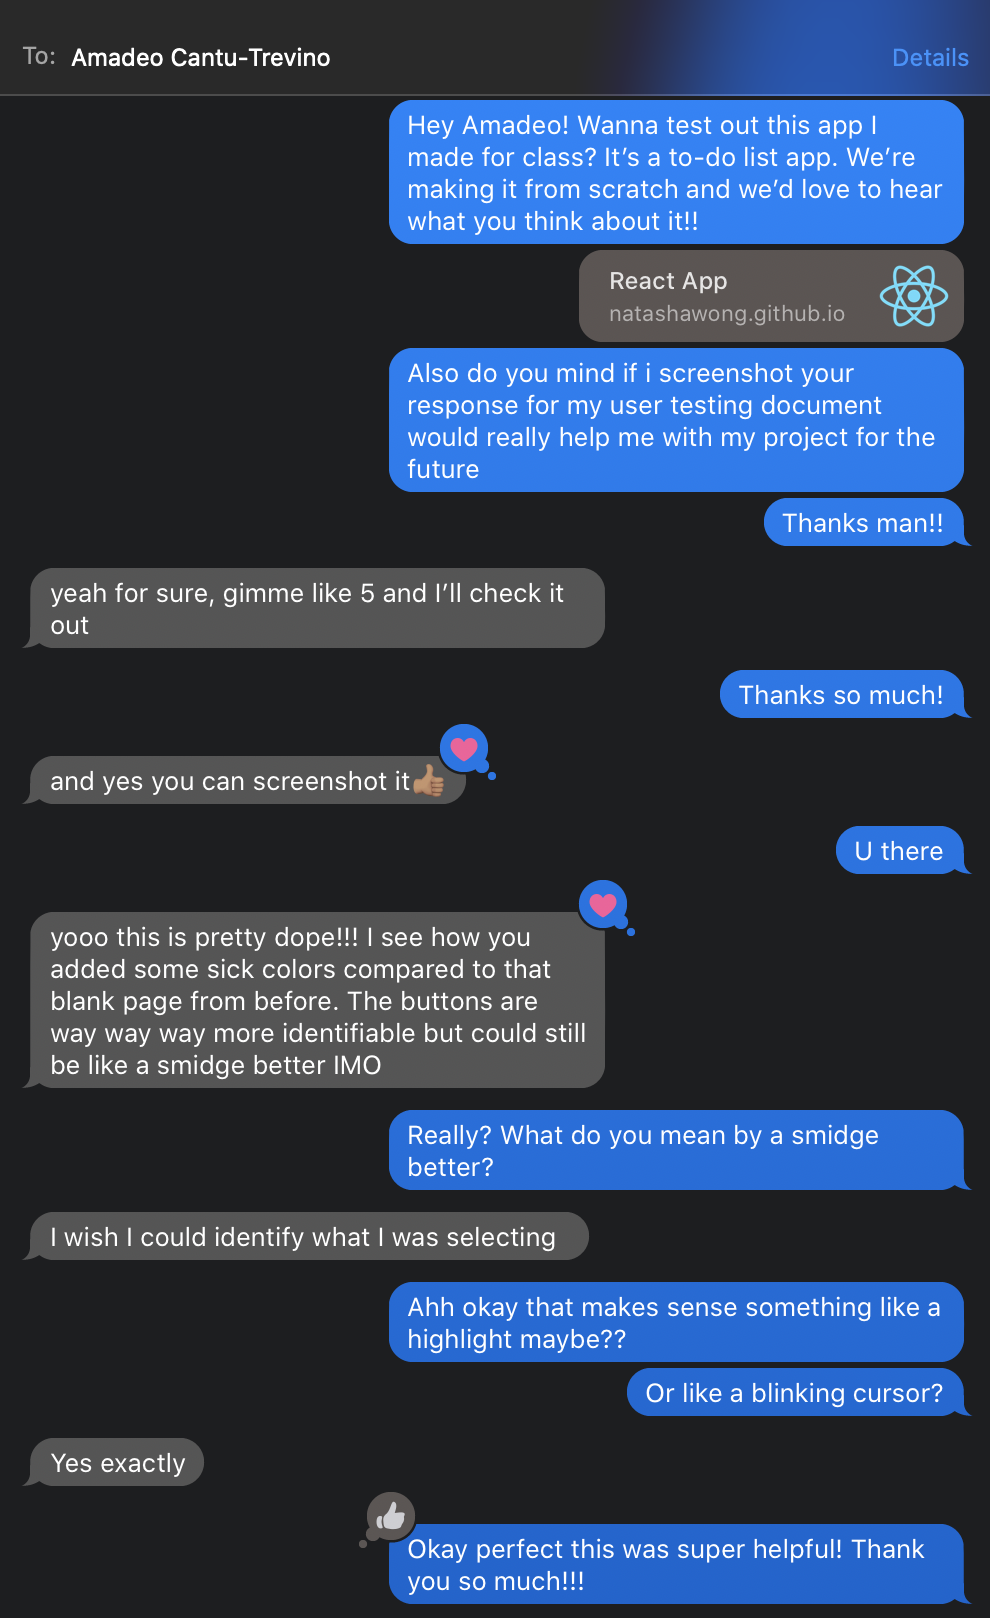 To: Amadeo Cantu-Trevino Details
Hey Amadeo! Wanna test out this app I
made for class? It’s a to-do list app. We’re
making it from scratch and we’d love to hear
what you think about it!!
React App
natashawong.github.io
Also do you mind if i screenshot your
response for my user testing document
would really help me with my project for the
future
Thanks man!!
yeah for sure, gimme like 5 and I’ll check it
out
Thanks so much!
and yes you can screenshot it👍🏽
U there
yooo this is pretty dope!!! I see how you
added some sick colors compared to that
blank page from before. The buttons are
way way way more identifiable but could still
be like a smidge better IMO
Really? What do you mean by a smidge
better?
I wish I could identify what I was selecting
Ahh okay that makes sense something like a
highlight maybe??
Or like a blinking cursor?
Yes exactly
Okay perfect this was super helpful! Thank
you so much!!!